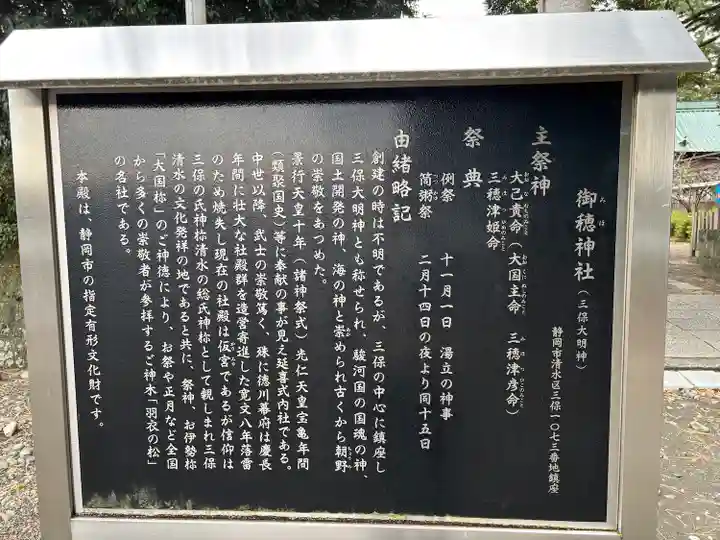 御穂神社（三保大明神）
みほ
静岡市清水区三保一〇七三番地鎮座
主祭神
大己貴命（大国主命　三穂津彦命）
三穂津姫命
祭典
例祭　十一月一日　湯立の神事
筒粥祭　二月十四日の夜より同十五日
由緒略記
創建の時は不明であるが、三保の中心に鎮座し
三保大明神とも称せられ、駿河国の国魂の神、
国土開発の神、海の神と崇められ古くから朝野
の崇敬をあつめた。
景行天皇十年（諸神祭式）光仁天皇宝亀年間
（類聚国史）等に奉献の事が見え延喜式内社である。
中世以降、武士の崇敬篤く、殊に徳川幕府は慶長
年間に壮大な社殿群を造営寄進した寛文八年落雷
のため焼失し現在の社殿は仮宮であるが信仰は
三保の氏神祢清水の総氏神祢として親しまれ三保
清水の文化発祥の地であると共に、祭神、お伊勢祢
「大国祢」のご神徳により、お祭や正月など全国
から多くの崇敬者が参拝するご神水「羽衣の松」
の名社である。
本殿は、静岡市の指定有形文化財です。